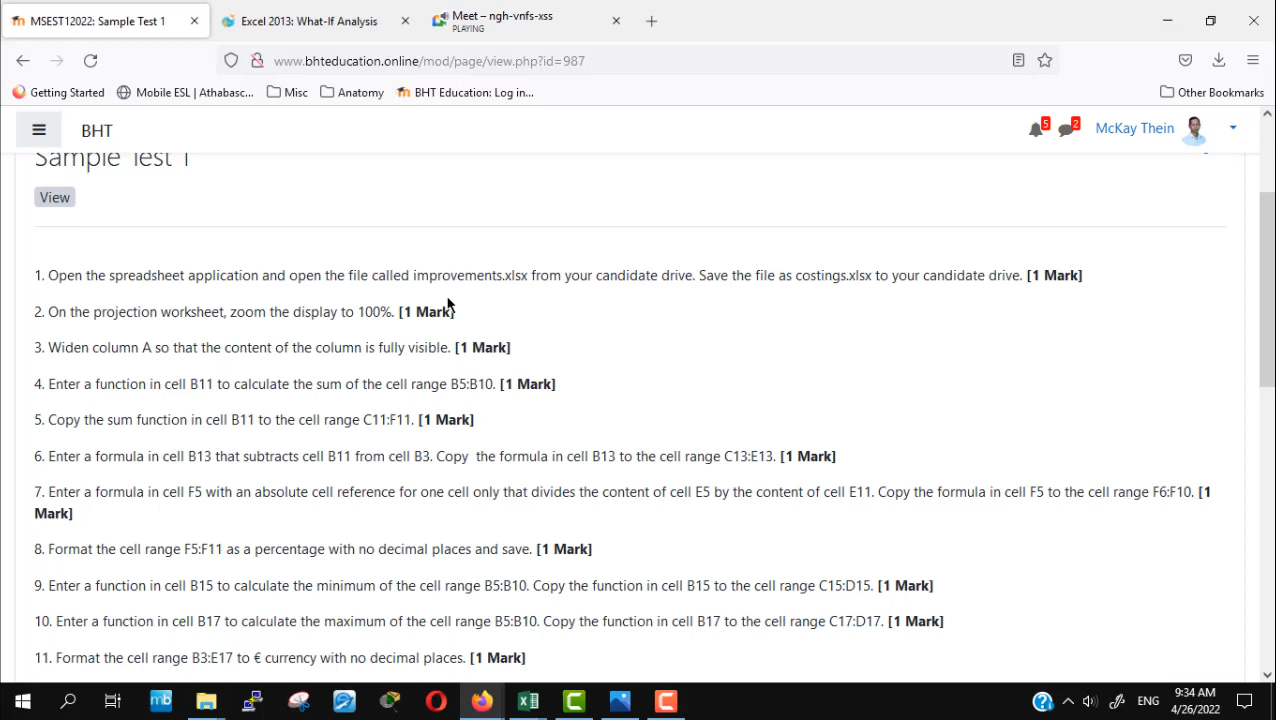 MSEST12022: Sample Test 1
Excel 2013: What-If Analysis
Meet – ngh-vnfs-xss
PLAYING
www.bhteducation.online/mod/page/view.php?id=987
Getting Started
Mobile ESL | Athabasc...
Misc
Anatomy
BHT Education: Log in...
Other Bookmarks
BHT
5
2
McKay Thein
Sample Test 1
View
1. Open the spreadsheet application and open the file called improvements.xlsx from your candidate drive. Save the file as costings.xlsx to your candidate drive. [1 Mark]
2. On the projection worksheet, zoom the display to 100%. [1 Mark]
3. Widen column A so that the content of the column is fully visible. [1 Mark]
4. Enter a function in cell B11 to calculate the sum of the cell range B5:B10. [1 Mark]
5. Copy the sum function in cell B11 to the cell range C11:F11. [1 Mark]
6. Enter a formula in cell B13 that subtracts cell B11 from cell B3. Copy the formula in cell B13 to the cell range C13:E13. [1 Mark]
7. Enter a formula in cell F5 with an absolute cell reference for one cell only that divides the content of cell E5 by the content of cell E11. Copy the formula in cell F5 to the cell range F6:F10. [1
Mark]
8. Format the cell range F5:F11 as a percentage with no decimal places and save. [1 Mark]
9. Enter a function in cell B15 to calculate the minimum of the cell range B5:B10. Copy the function in cell B15 to the cell range C15:D15. [1 Mark]
10. Enter a function in cell B17 to calculate the maximum of the cell range B5:B10. Copy the function in cell B17 to the cell range C17:D17. [1 Mark]
11. Format the cell range B3:E17 to € currency with no decimal places. [1 Mark]
mb
ENG
9:34 AM
4/26/2022